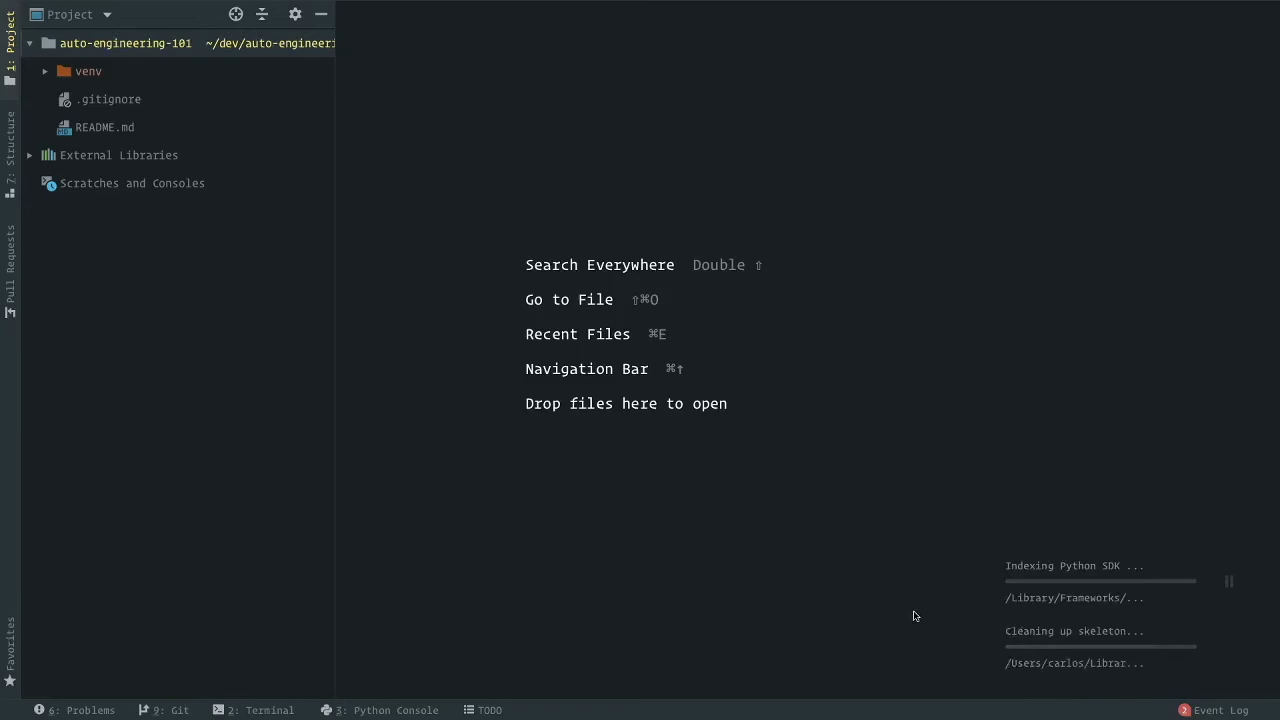 Project
1: Project
auto-engineering-101 ~/dev/auto-engineeri
venv
.gitignore
README.md
External Libraries
Scratches and Consoles
7: Structure
Pull Requests
Favorites
Search Everywhere Double ⇧
Go to File ⇧⌘O
Recent Files ⌘E
Navigation Bar ⌘↑
Drop files here to open
Indexing Python SDK ...
/Library/Frameworks/...
Cleaning up skeleton...
/Users/carlos/Librar...
6: Problems 9: Git 2: Terminal 3: Python Console TODO 2 Event Log